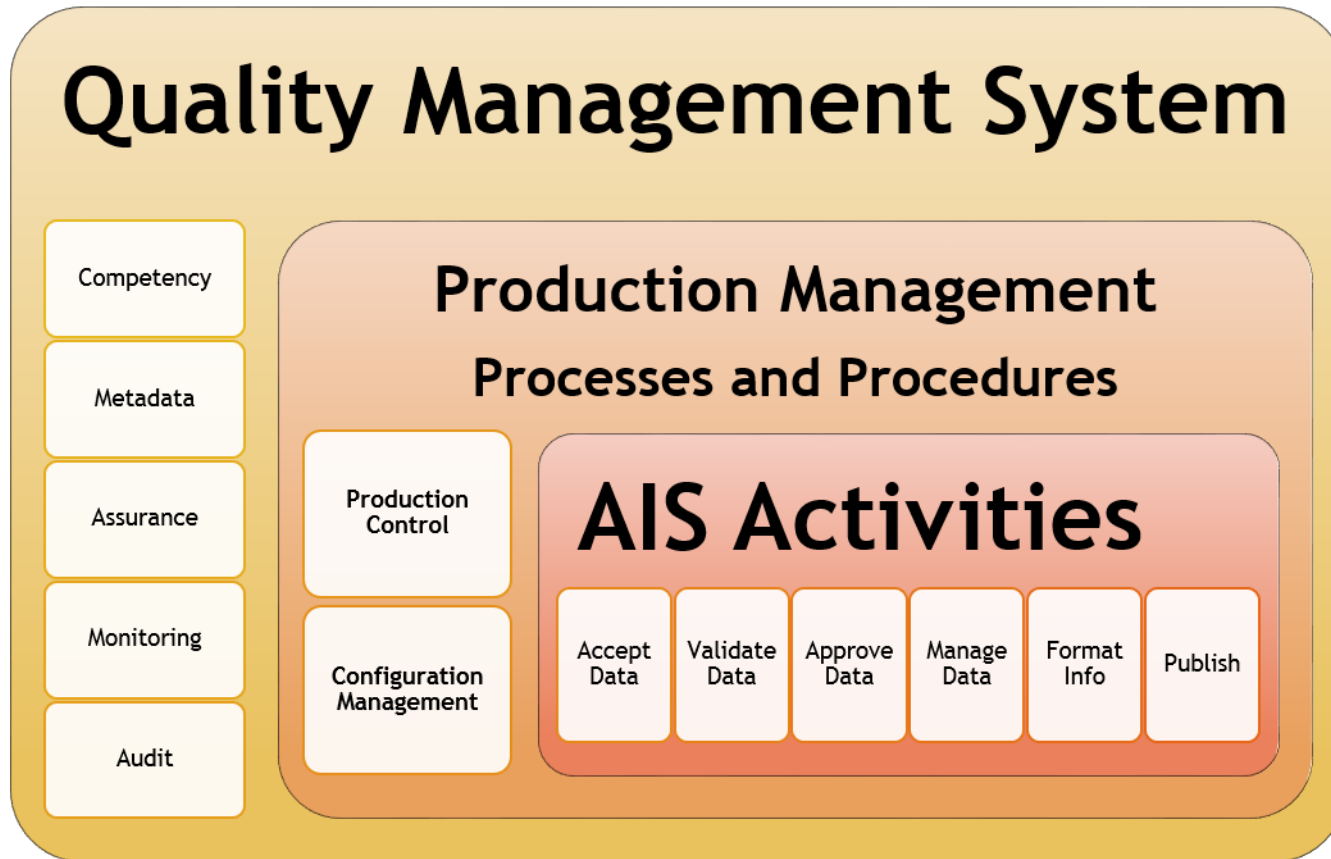 Quality Management System
Competency
Metadata
Assurance
Monitoring
Audit
Production Management
Processes and Procedures
Production
Control
Configuration
Management
AIS Activities
Accept
Data
Validate
Data
Approve
Data
Manage
Data
Format
Info
Publish